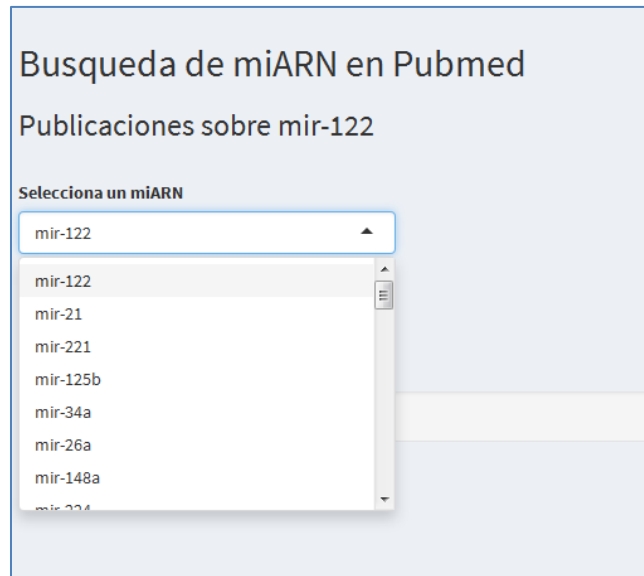 Busqueda de miARN en Pubmed
Publicaciones sobre mir-122
Selecciona un miARN
mir-122
mir-122
mir-21
mir-221
mir-125b
mir-34a
mir-26a
mir-148a